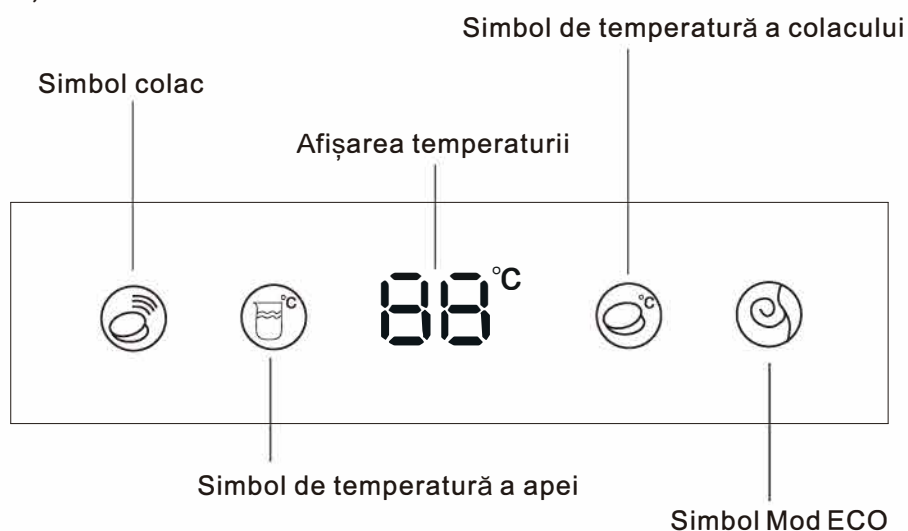 Simbol de temperatură a colacului
Simbol colac
Afișarea temperaturii
88°C
°C
°C
Simbol de temperatură a apei
Simbol Mod ECO